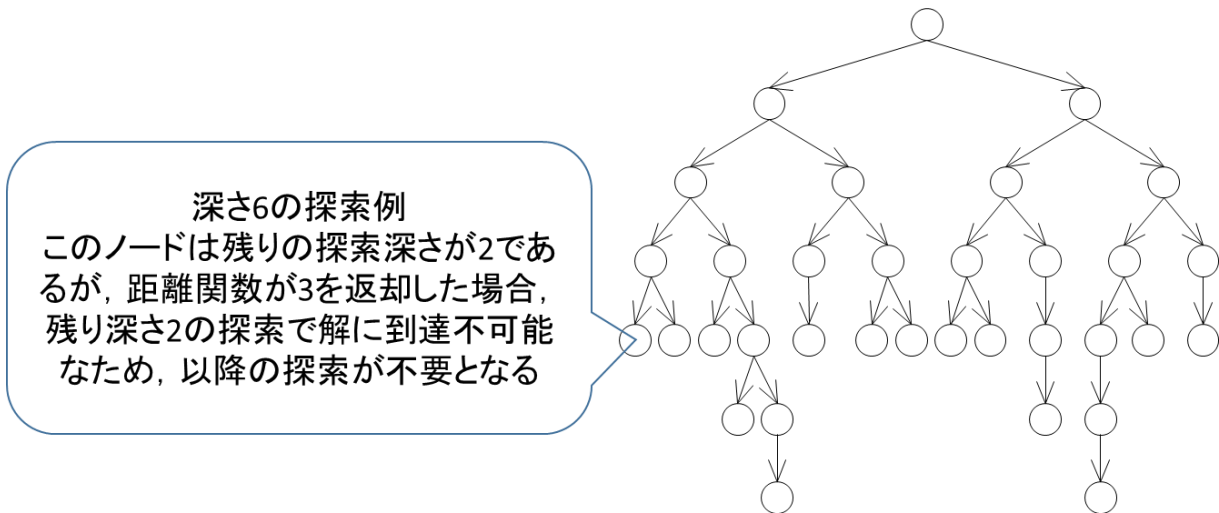 深さ6の探索例
このノードは残りの探索深さが2であ
るが，距離関数が3を返却した場合，
残り深さ2の探索で解に到達不可能
なため，以降の探索が不要となる